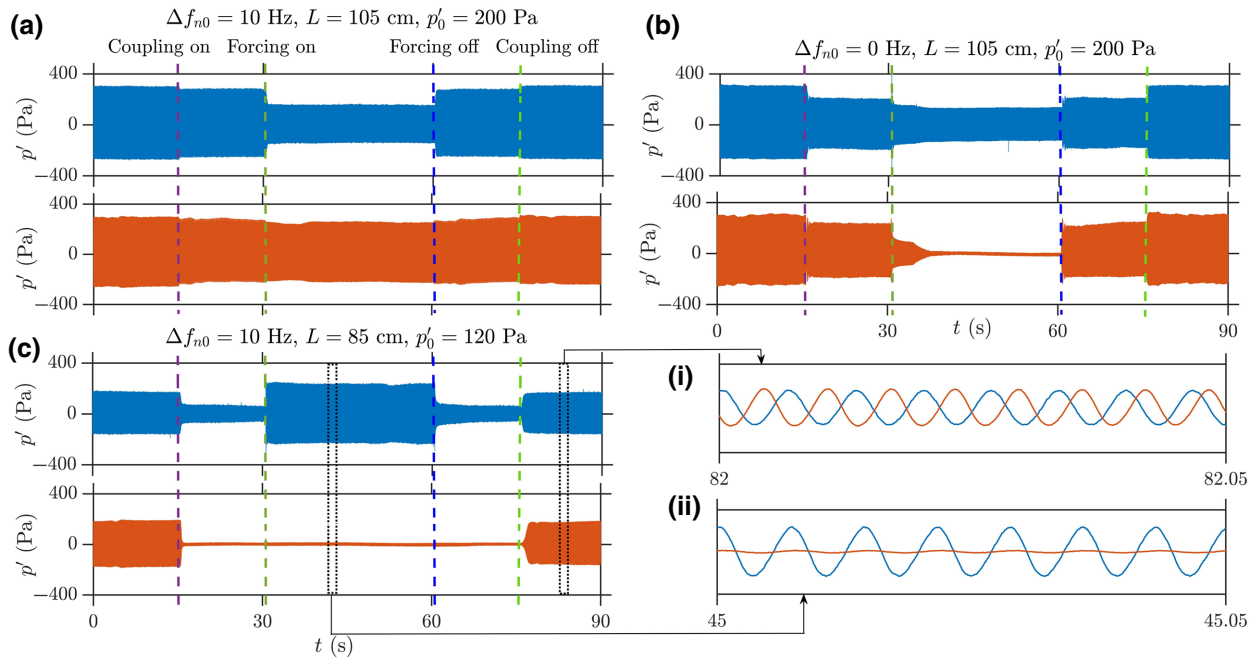 (a)
Δf_{n0} = 10 Hz, L = 105 cm, p′_0 = 200 Pa
Coupling on Forcing on Forcing off Coupling off
400
0
−400
p′ (Pa)
400
0
−400
p′ (Pa)
(b)
Δf_{n0} = 0 Hz, L = 105 cm, p′_0 = 200 Pa
400
0
−400
p′ (Pa)
400
0
−400
p′ (Pa)
0 30 60 90
t (s)
(c)
Δf_{n0} = 10 Hz, L = 85 cm, p′_0 = 120 Pa
400
0
−400
p′ (Pa)
400
0
−400
p′ (Pa)
0 30 60 90
t (s)
(i)
82 82.05
(ii)
45 45.05